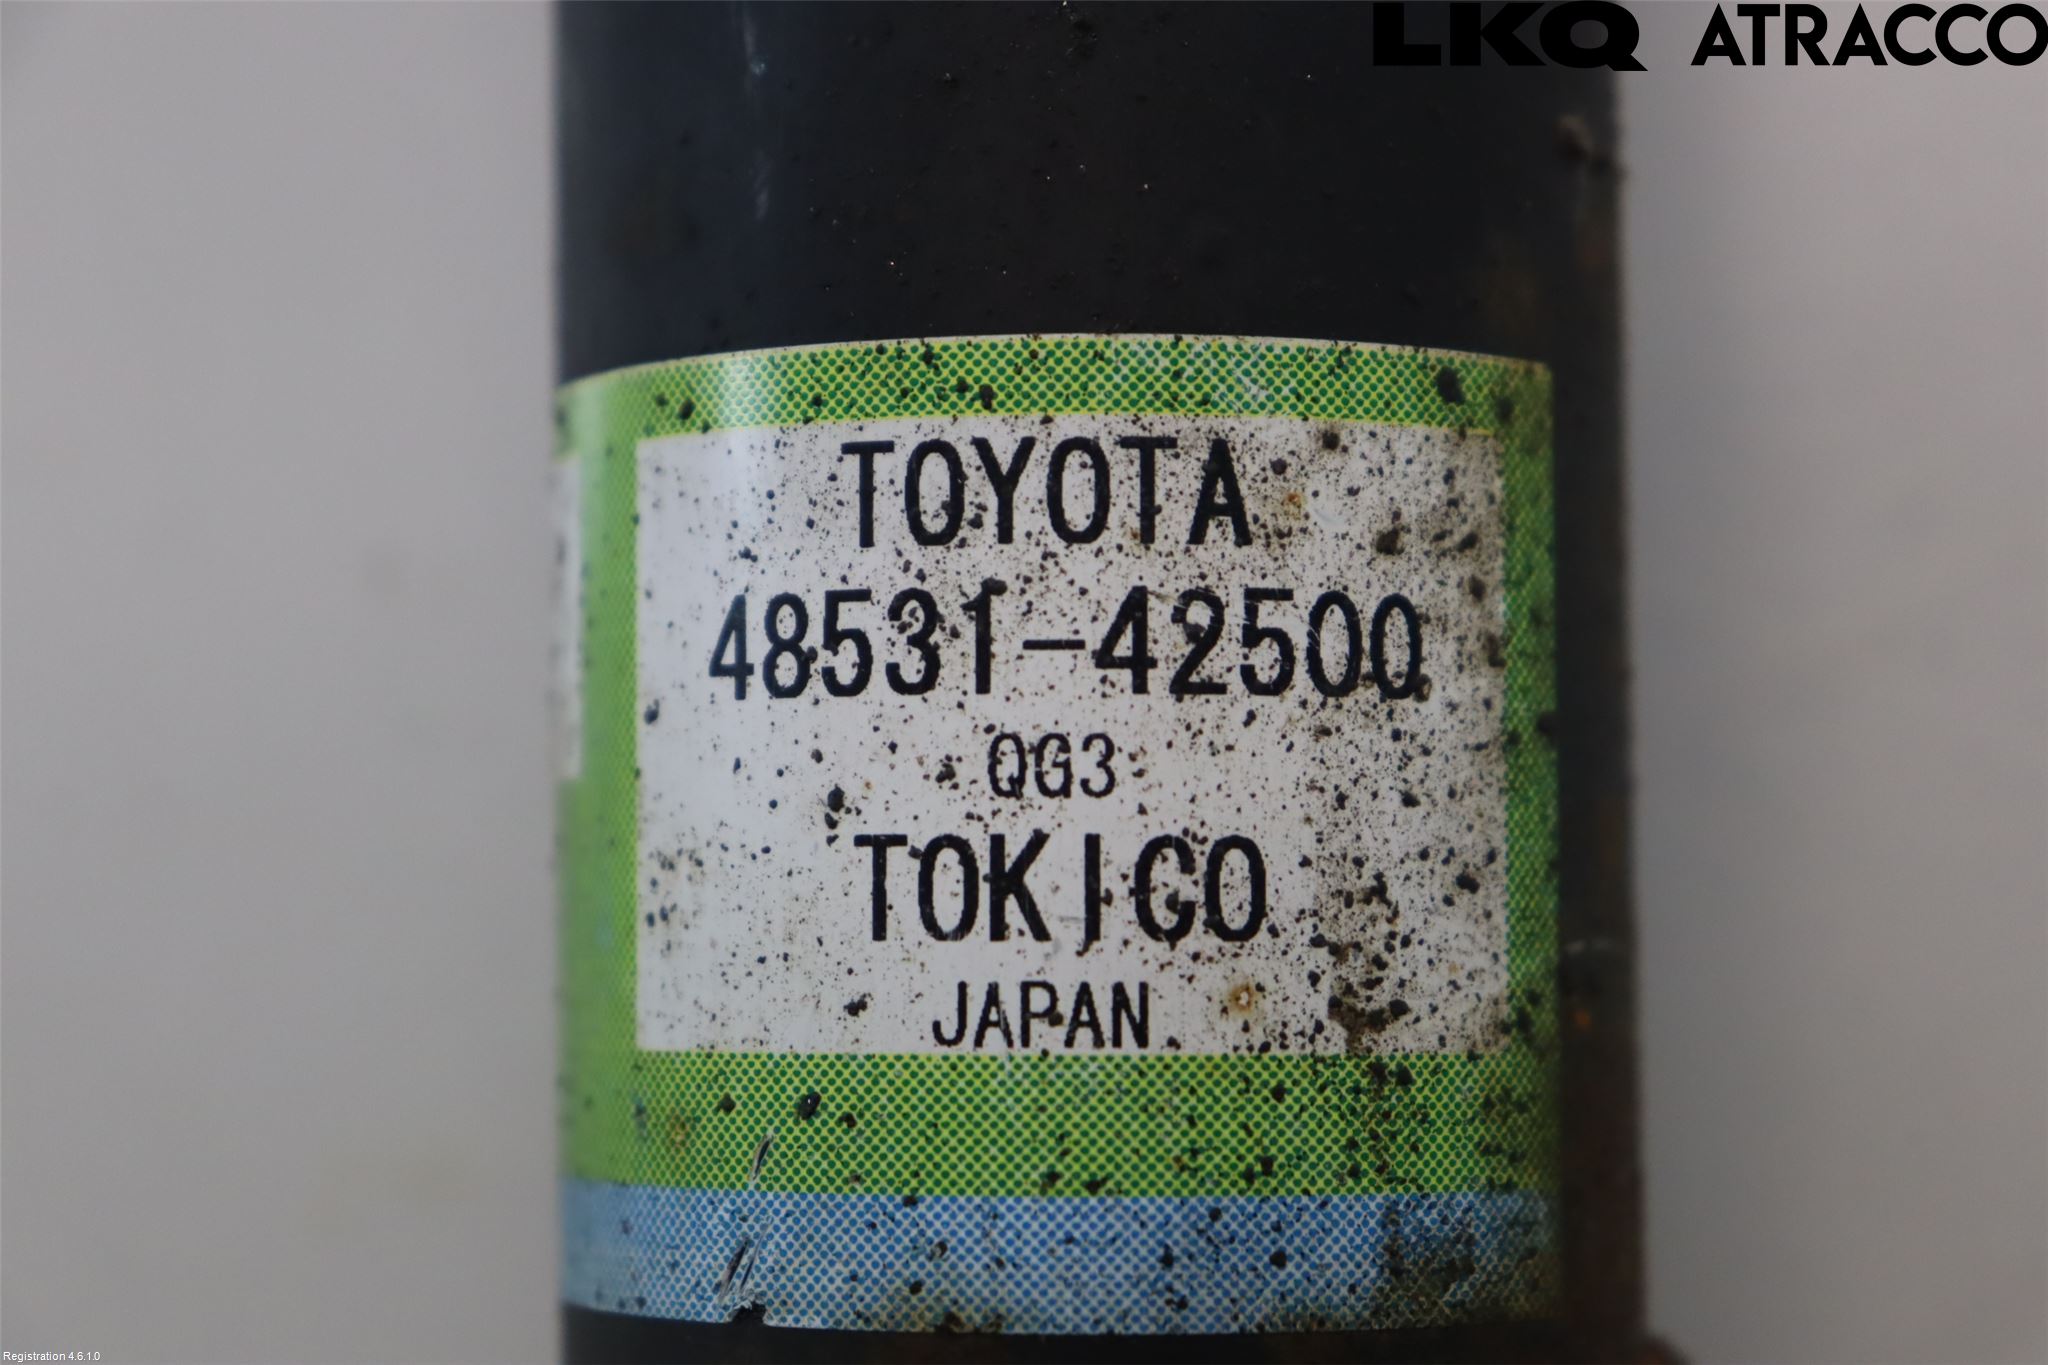 LKQ ATRACCO
TOYOTA
48531-42500
QG3
TOKICO
JAPAN
Registration 4.6.1.0